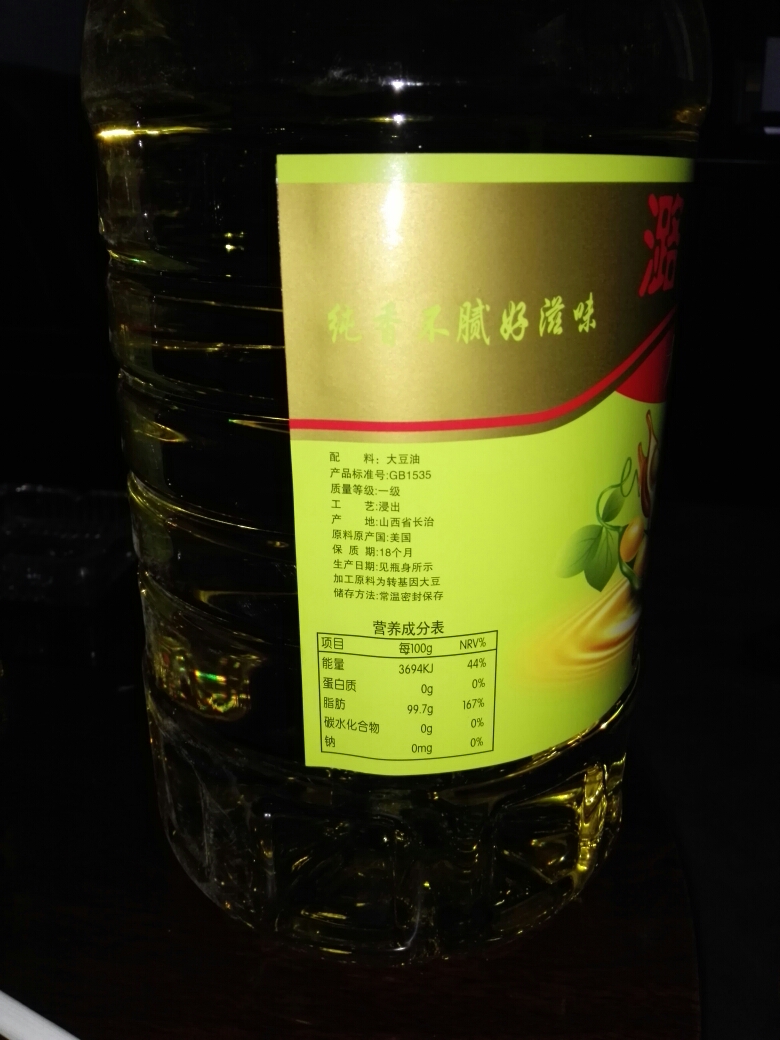 潞
纯香不腻好滋味
配 料：大豆油
产品标准号:GB1535
质量等级:一级
工 艺:浸出
产 地:山西省长治
原料原产国:美国
保 质 期:18个月
生产日期:见瓶身所示
加工原料为转基因大豆
储存方法:常温密封保存
营养成分表
项目 每100g NRV%
能量 3694KJ 44%
蛋白质 0g 0%
脂肪 99.7g 167%
碳水化合物 0g 0%
钠 0mg 0%